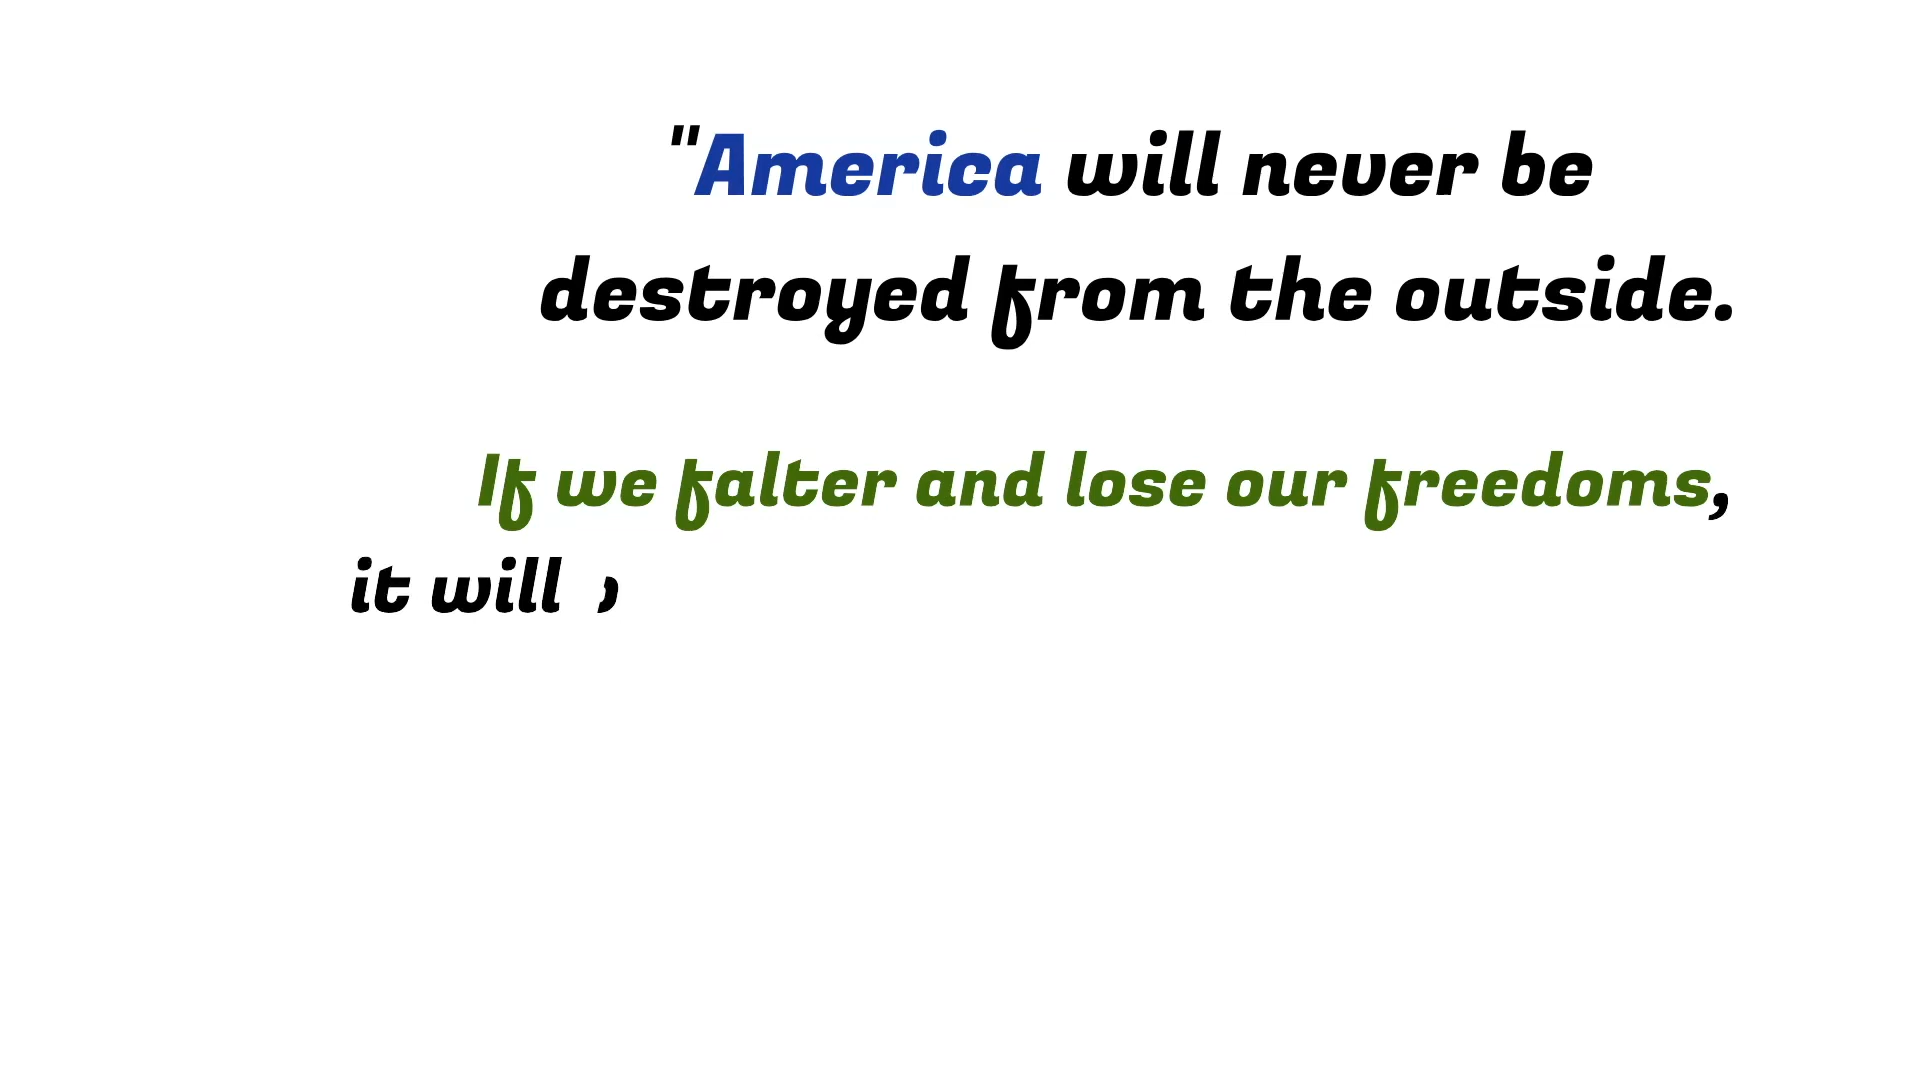 "America will never be
destroyed from the outside.
If we falter and lose our freedoms,
it will